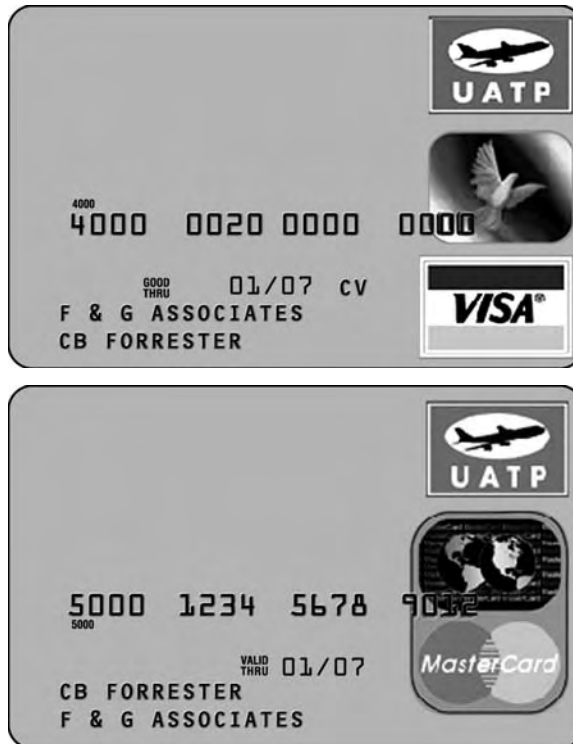 UATP
4000
4000 0020 0000 0000
GOOD
THRU
01/07 CV
F & G ASSOCIATES
CB FORRESTER
VISA®
UATP
5000 1234 5678 9012
5000
VALID
THRU
01/07
MasterCard
CB FORRESTER
F & G ASSOCIATES